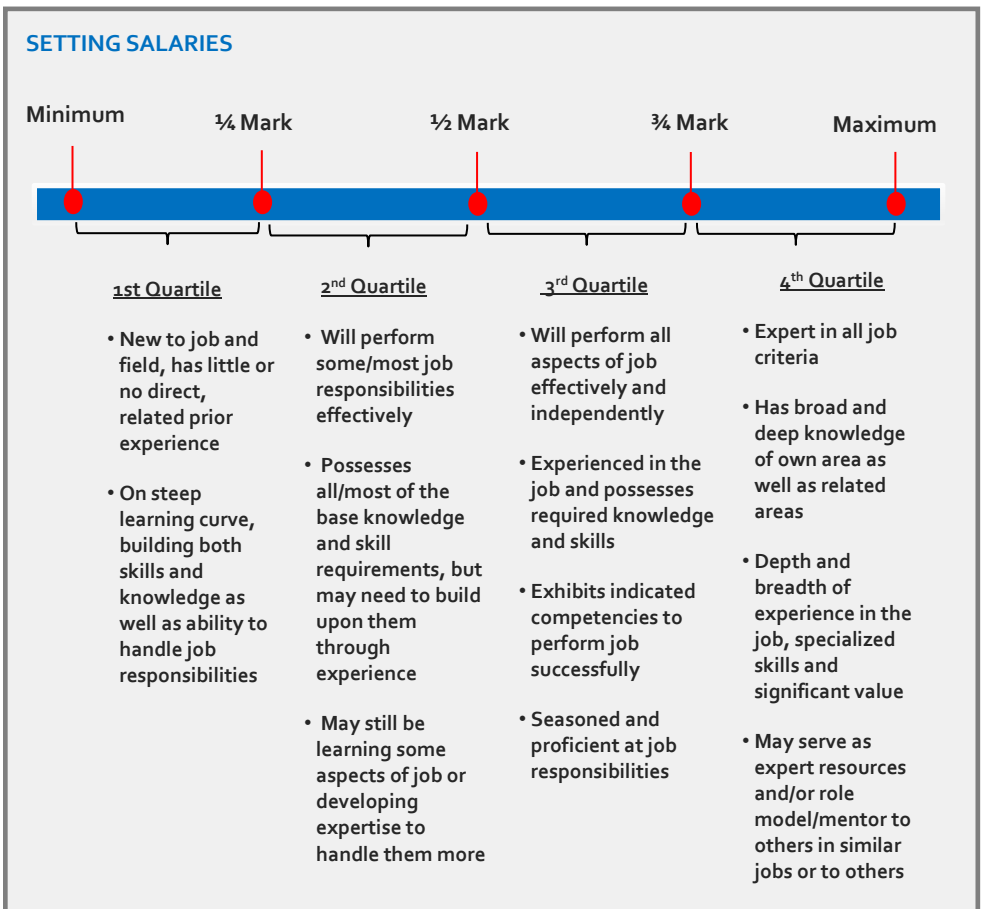 SETTING SALARIES
Minimum
¼ Mark
½ Mark
¾ Mark
Maximum
1st Quartile
• New to job and
field, has little or
no direct,
related prior
experience
• On steep
learning curve,
building both
skills and
knowledge as
well as ability to
handle job
responsibilities
2nd Quartile
• Will perform
some/most job
responsibilities
effectively
• Possesses
all/most of the
base knowledge
and skill
requirements, but
may need to build
upon them
through
experience
• May still be
learning some
aspects of job or
developing
expertise to
handle them more
3rd Quartile
• Will perform all
aspects of job
effectively and
independently
• Experienced in the
job and possesses
required knowledge
and skills
• Exhibits indicated
competencies to
perform job
successfully
• Seasoned and
proficient at job
responsibilities
4th Quartile
• Expert in all job
criteria
• Has broad and
deep knowledge
of own area as
well as related
areas
• Depth and
breadth of
experience in the
job, specialized
skills and
significant value
• May serve as
expert resources
and/or role
model/mentor to
others in similar
jobs or to others